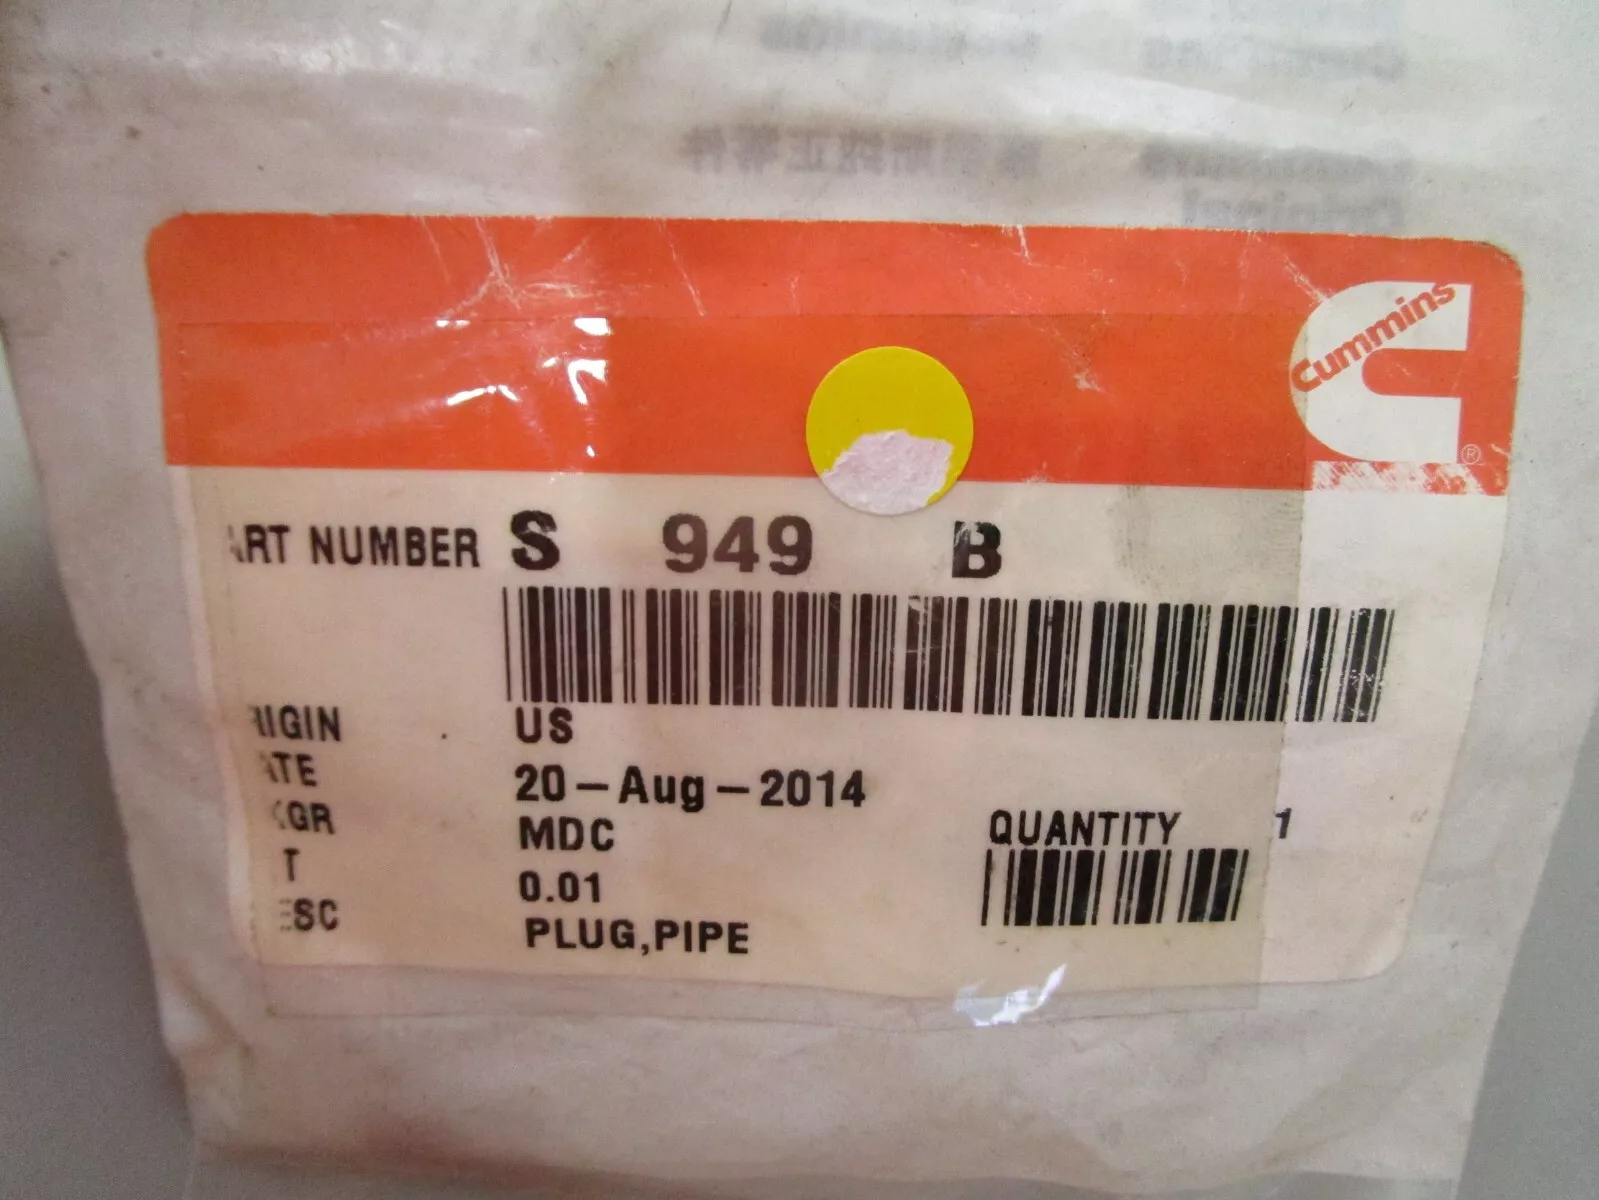 Cummins
®
ART NUMBER S 949 B
RIGIN US
ATE 20-Aug-2014
KGR MDC
QUANTITY 1
T 0.01
ESC PLUG,PIPE